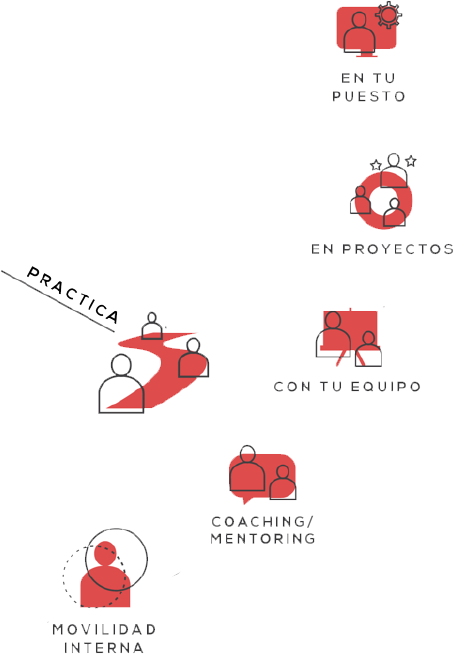 EN TU
PUESTO
EN PROYECTOS
PRACTICA
CON TU EQUIPO
COACHING/
MENTORING
MOVILIDAD
INTERNA